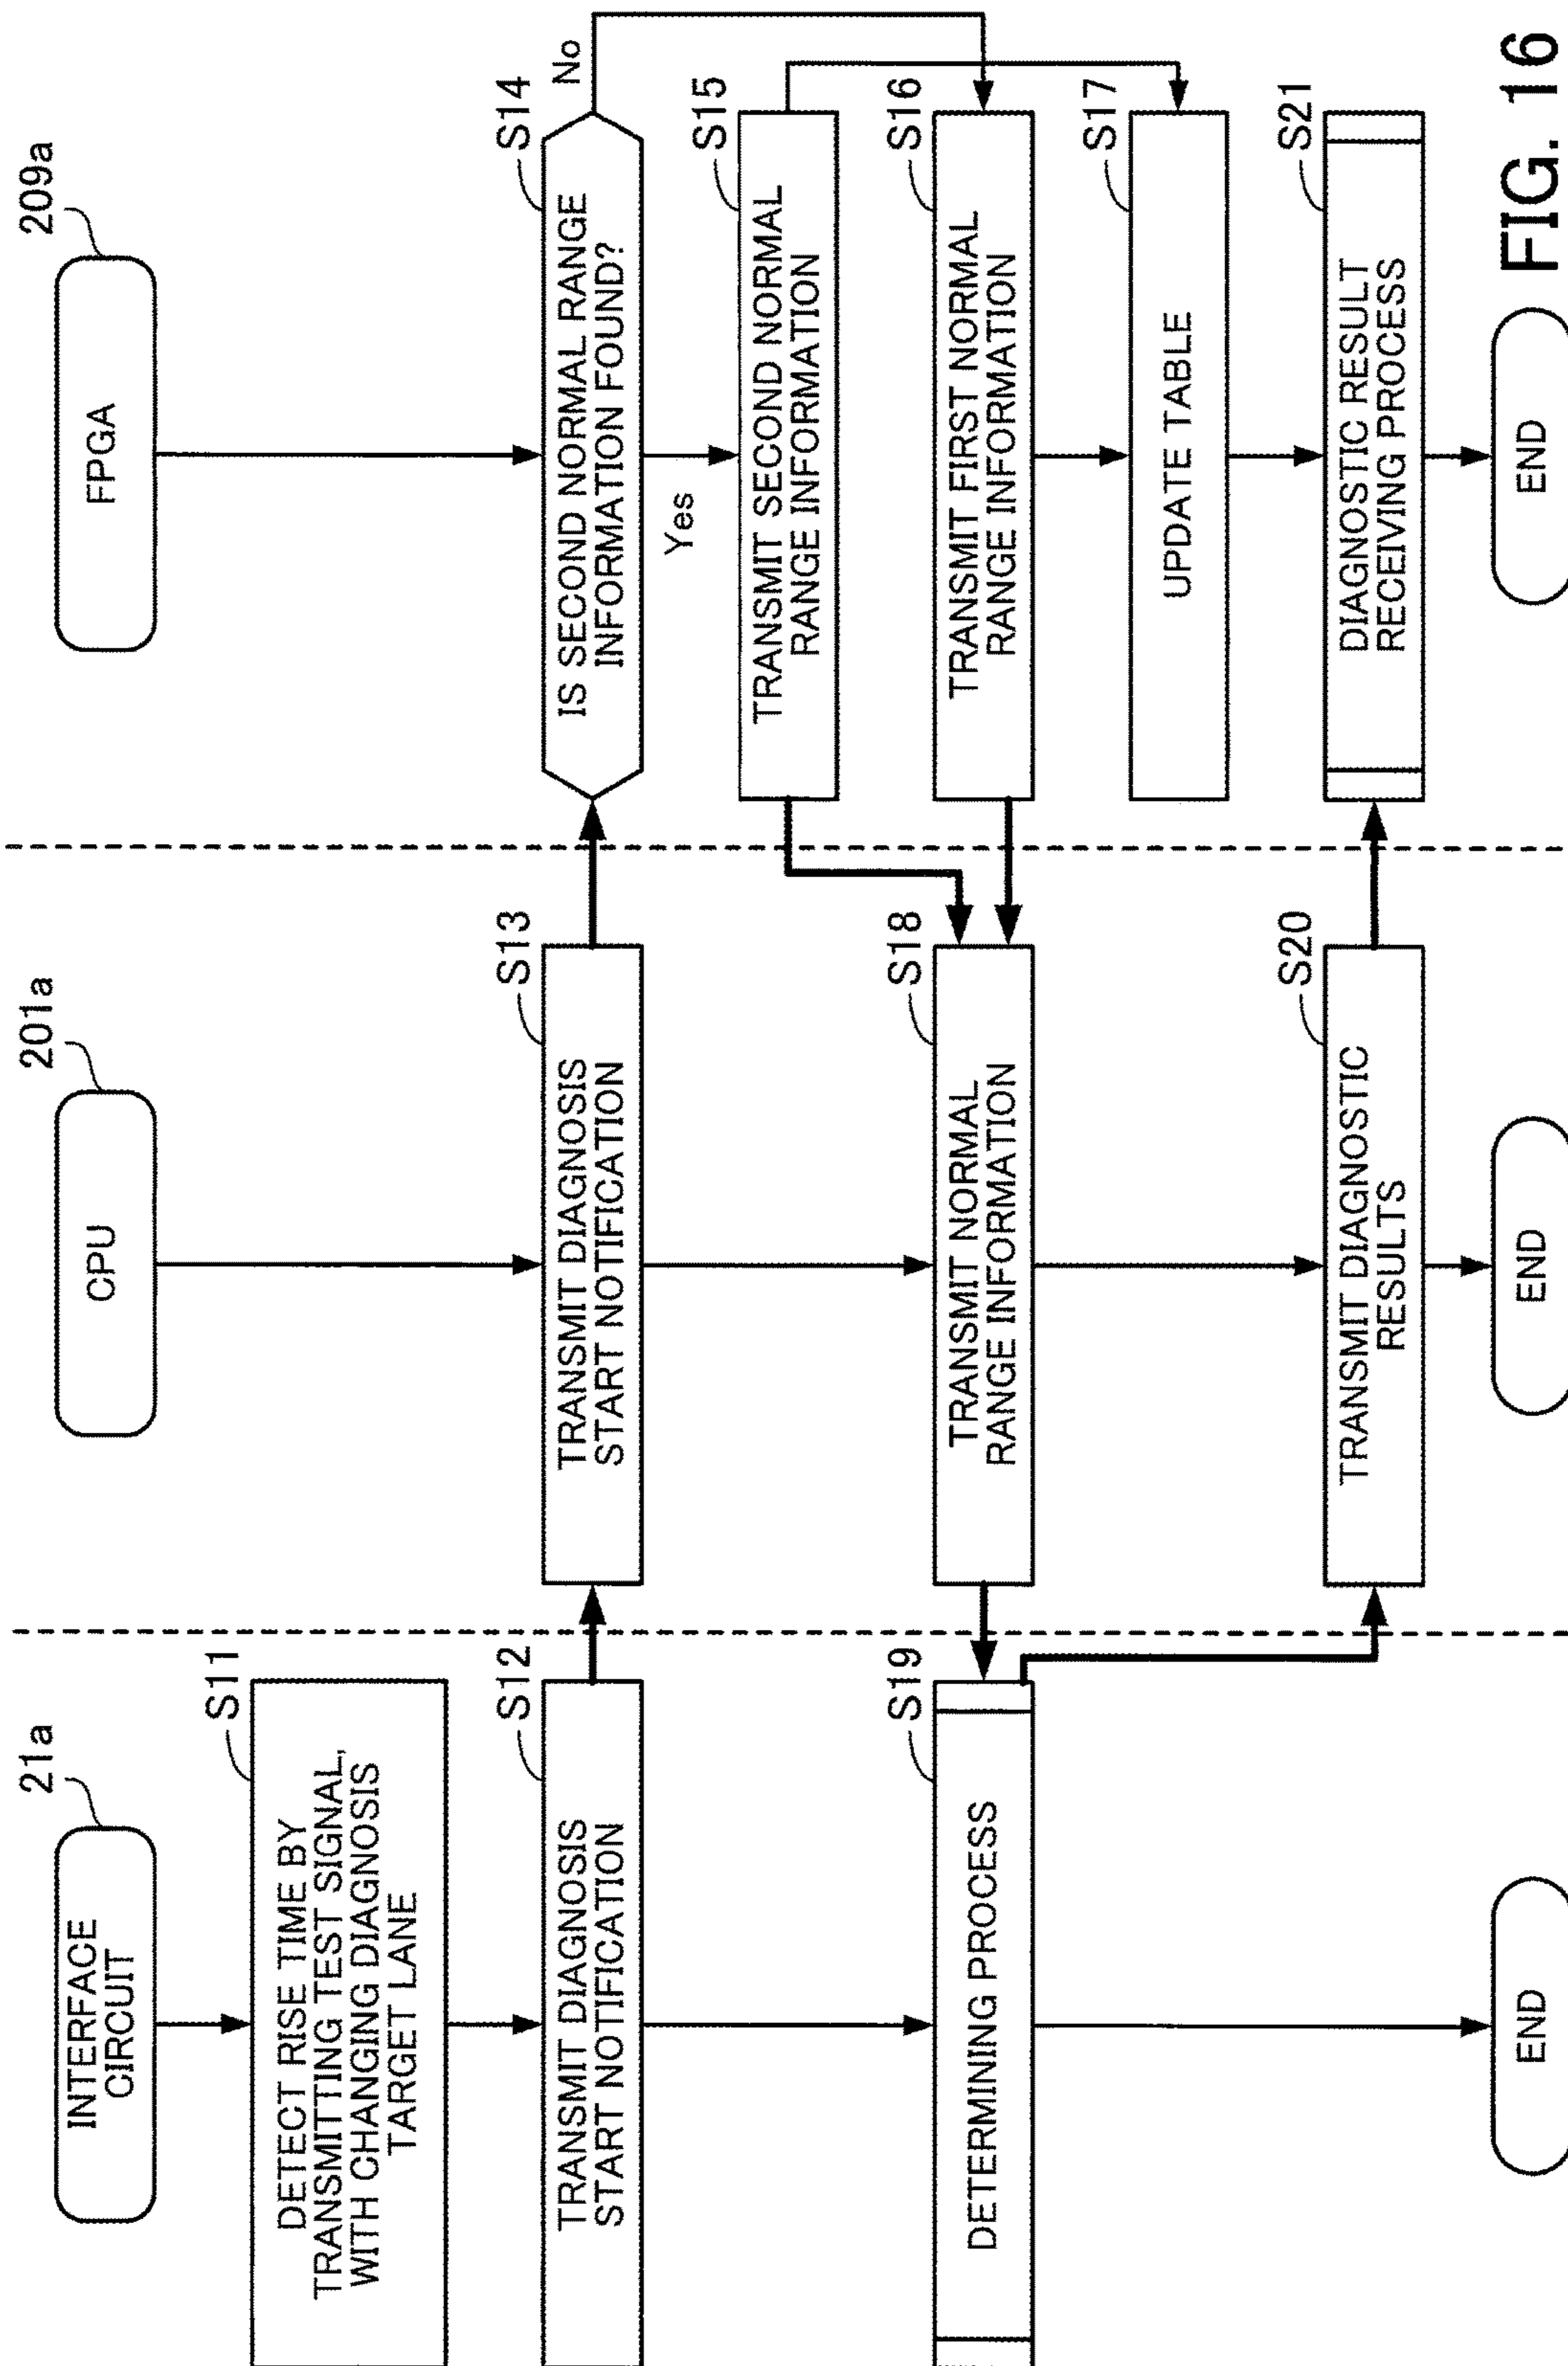 21a
INTERFACE
CIRCUIT
S11
DETECT RISE TIME BY
TRANSMITTING TEST SIGNAL,
WITH CHANGING DIAGNOSIS
TARGET LANE
S12
TRANSMIT DIAGNOSIS
START NOTIFICATION
S19
DETERMINING PROCESS
END
201a
CPU
S13
TRANSMIT DIAGNOSIS
START NOTIFICATION
S18
TRANSMIT NORMAL
RANGE INFORMATION
S20
TRANSMIT DIAGNOSTIC
RESULTS
END
209a
FPGA
S14
IS SECOND NORMAL RANGE
INFORMATION FOUND?
No
Yes
S15
TRANSMIT SECOND NORMAL
RANGE INFORMATION
S16
TRANSMIT FIRST NORMAL
RANGE INFORMATION
S17
UPDATE TABLE
S21
DIAGNOSTIC RESULT
RECEIVING PROCESS
END
FIG. 16